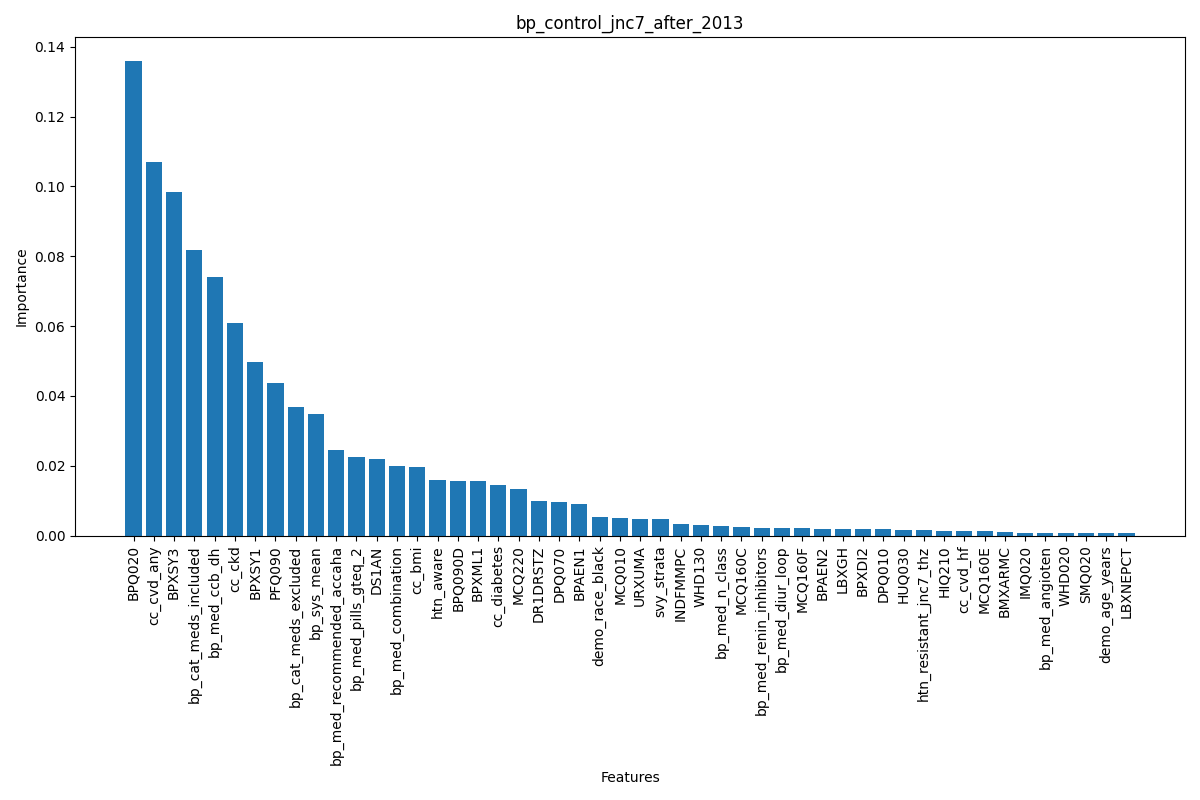 bp_control_jnc7_after_2013
Importance
0.14
0.12
0.10
0.08
0.06
0.04
0.02
0.00
BPQ020
cc_cvd_any
BPXSY3
bp_cat_meds_included
bp_med_ccb_dh
cc_ckd
BPXSY1
PFQ090
bp_cat_meds_excluded
bp_sys_mean
bp_med_recommended_accaha
bp_med_pills_gteq_2
DS1AN
bp_med_combination
cc_bmi
htn_aware
BPQ090D
BPXML1
cc_diabetes
MCQ220
DR1DRSTZ
DPQ070
BPAEN1
demo_race_black
MCQ010
URXUMA
svy_strata
INDFMMPC
WHD130
bp_med_n_class
MCQ160C
bp_med_renin_inhibitors
bp_med_diur_loop
MCQ160F
BPAEN2
LBXGH
BPXDI2
DPQ010
HUQ030
htn_resistant_jnc7_thz
HIQ210
cc_cvd_hf
MCQ160E
BMXARMC
IMQ020
bp_med_angioten
WHD020
SMQ020
demo_age_years
LBXNEPCT
Features